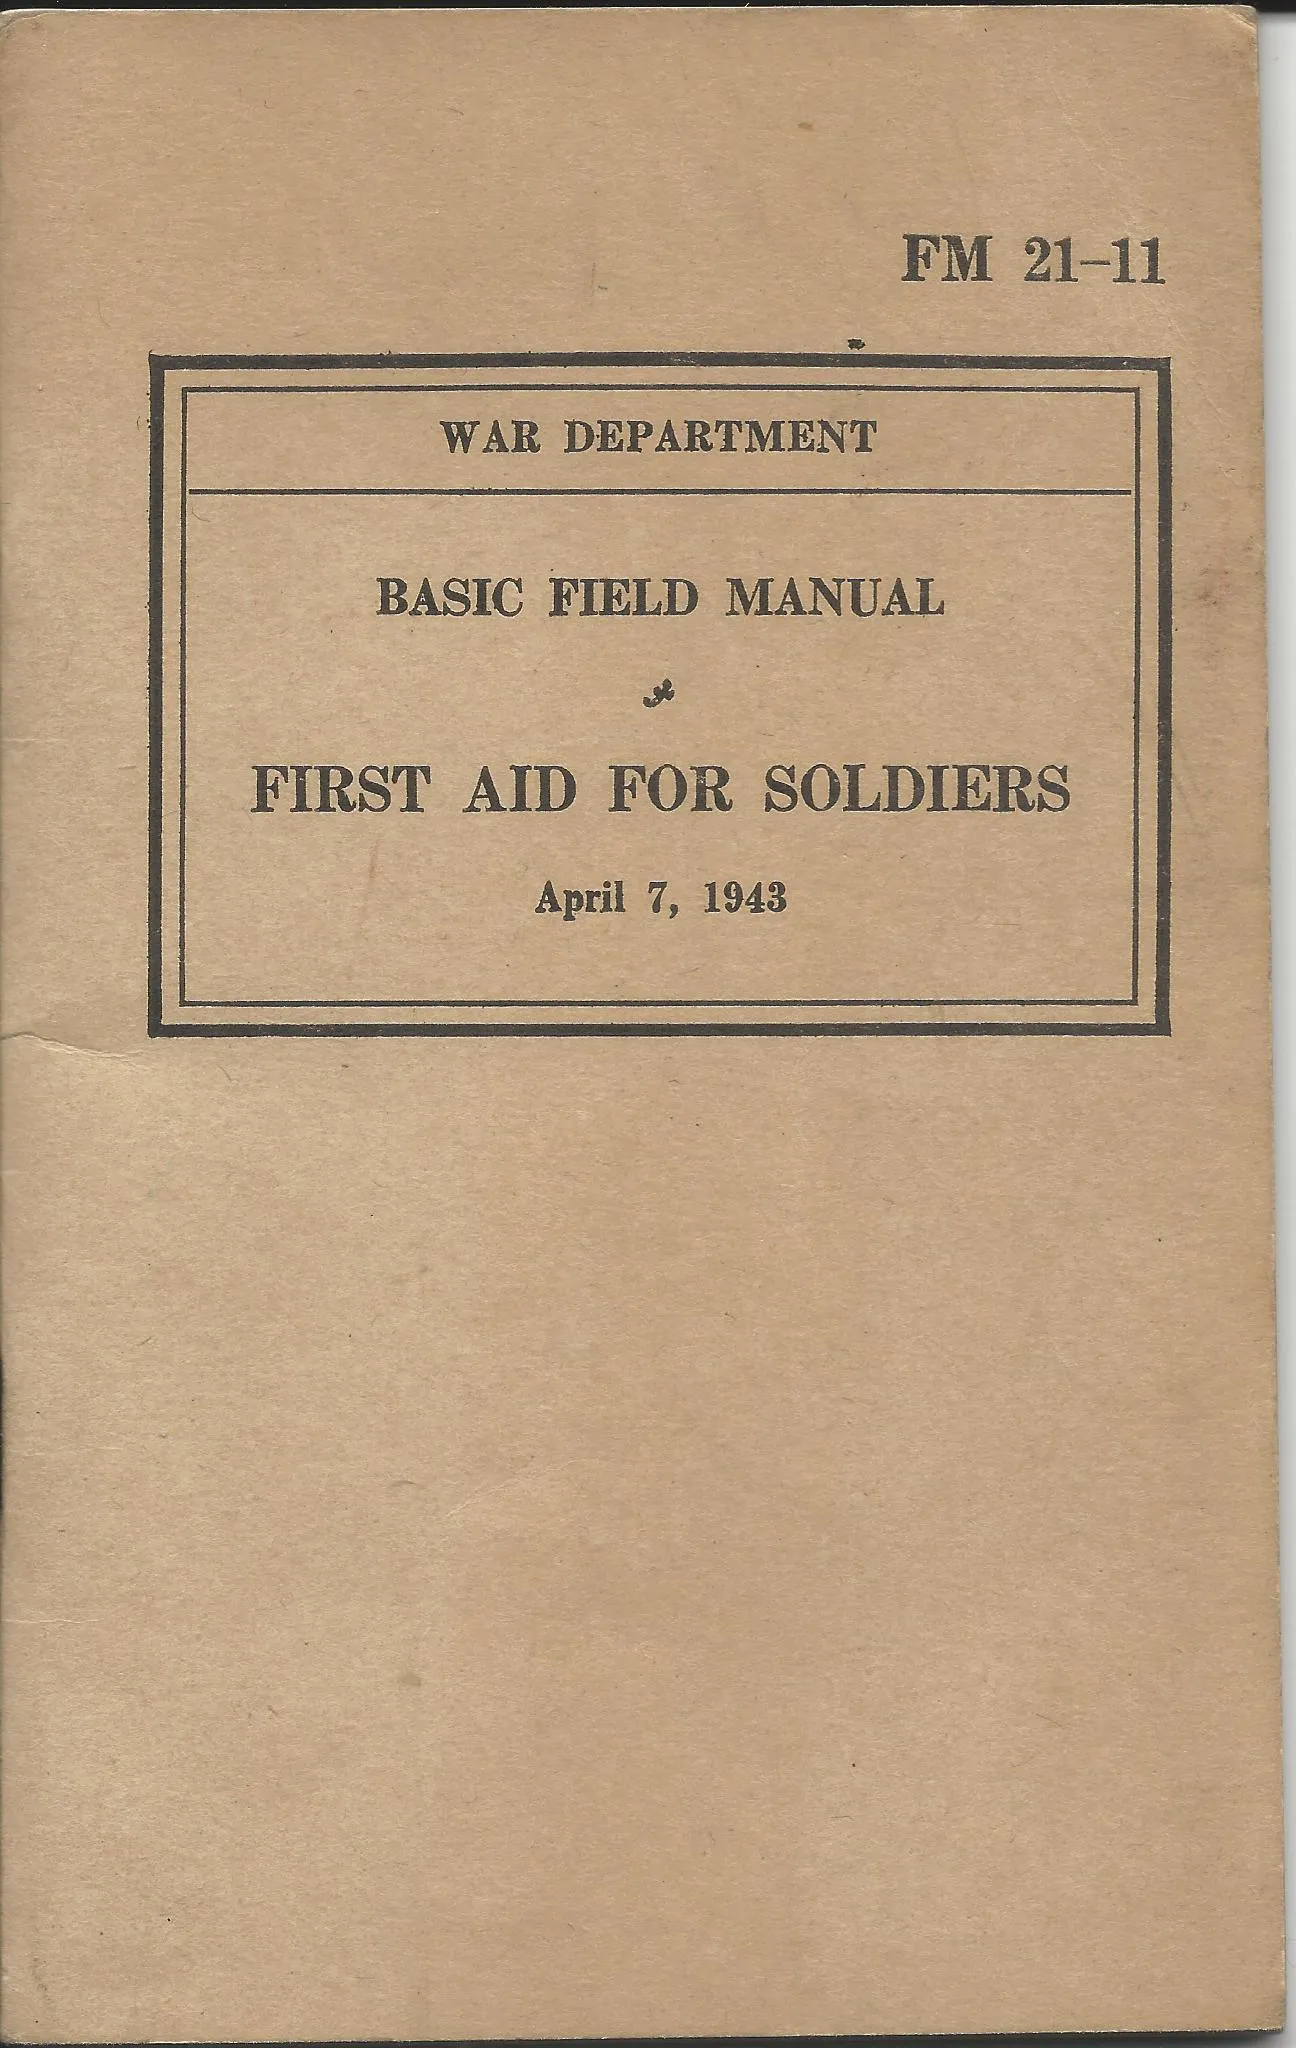 FM 21–11
WAR DEPARTMENT
BASIC FIELD MANUAL
FIRST AID FOR SOLDIERS
April 7, 1943